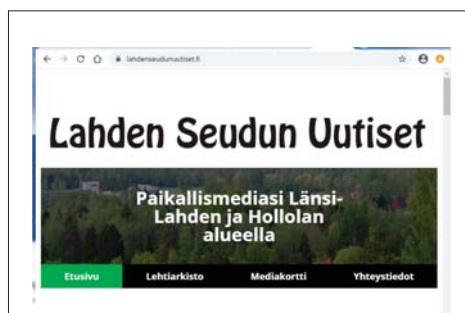 lahdenseudunuutiset.fi
Lahden Seudun Uutiset
Paikallismediasi Länsi-
Lahden ja Hollolan
alueella
Etusivu Lehtiarkisto Mediakortti Yhteystiedot